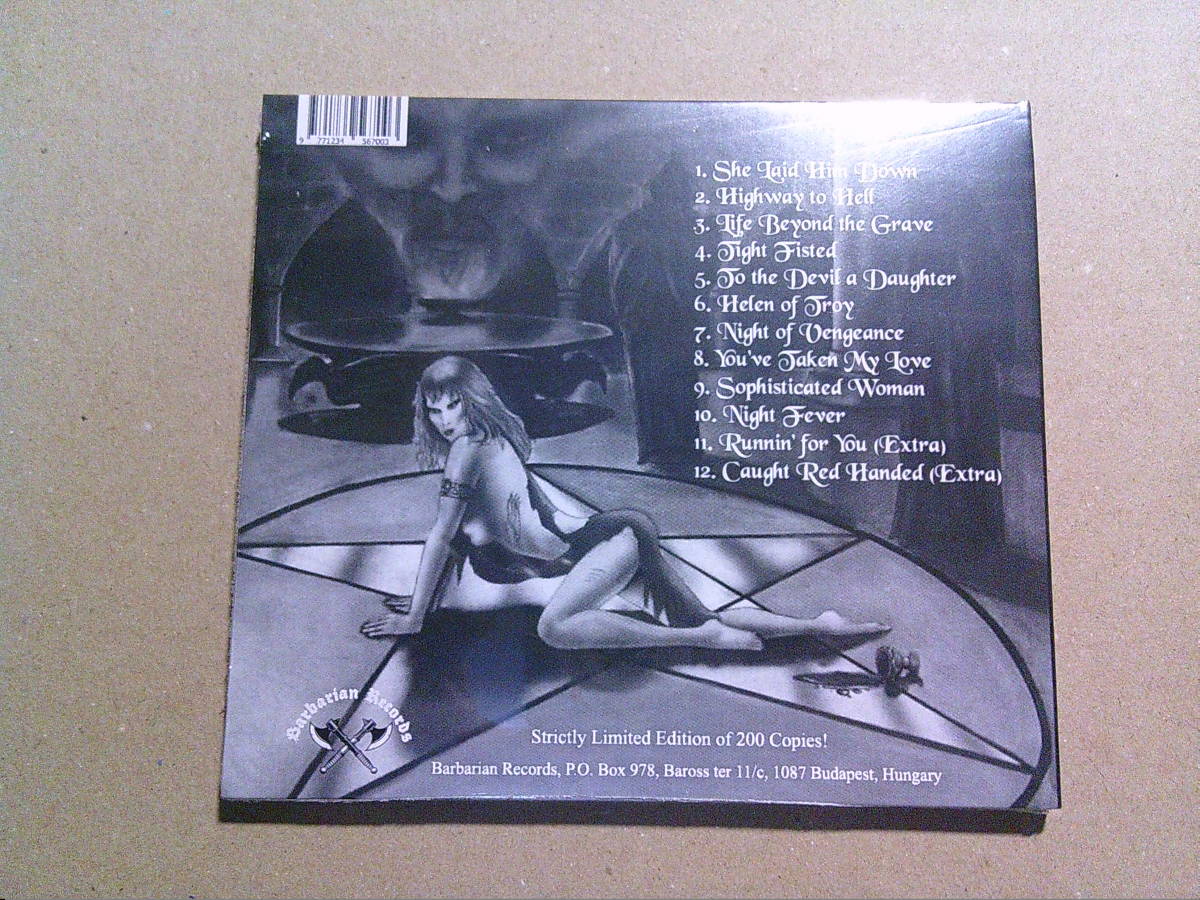 9 771234 567003
1. She Laid Him Down
2. Highway to Hell
3. Life Beyond the Grave
4. Tight Fisted
5. To the Devil a Daughter
6. Helen of Troy
7. Night of Vengeance
8. You've Taken My Love
9. Sophisticated Woman
10. Night Fever
11. Runnin' for You (Extra)
12. Caught Red Handed (Extra)
Barbarian Records
Strictly Limited Edition of 200 Copies!
Barbarian Records, P.O. Box 978, Baross ter 11/c, 1087 Budapest, Hungary